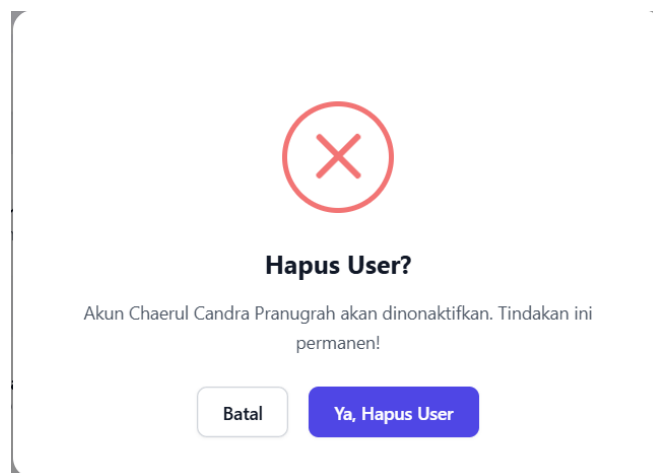 Hapus User?
Akun Chaerul Candra Pranugrah akan dinonaktifkan. Tindakan ini
permanen!
Batal
Ya, Hapus User